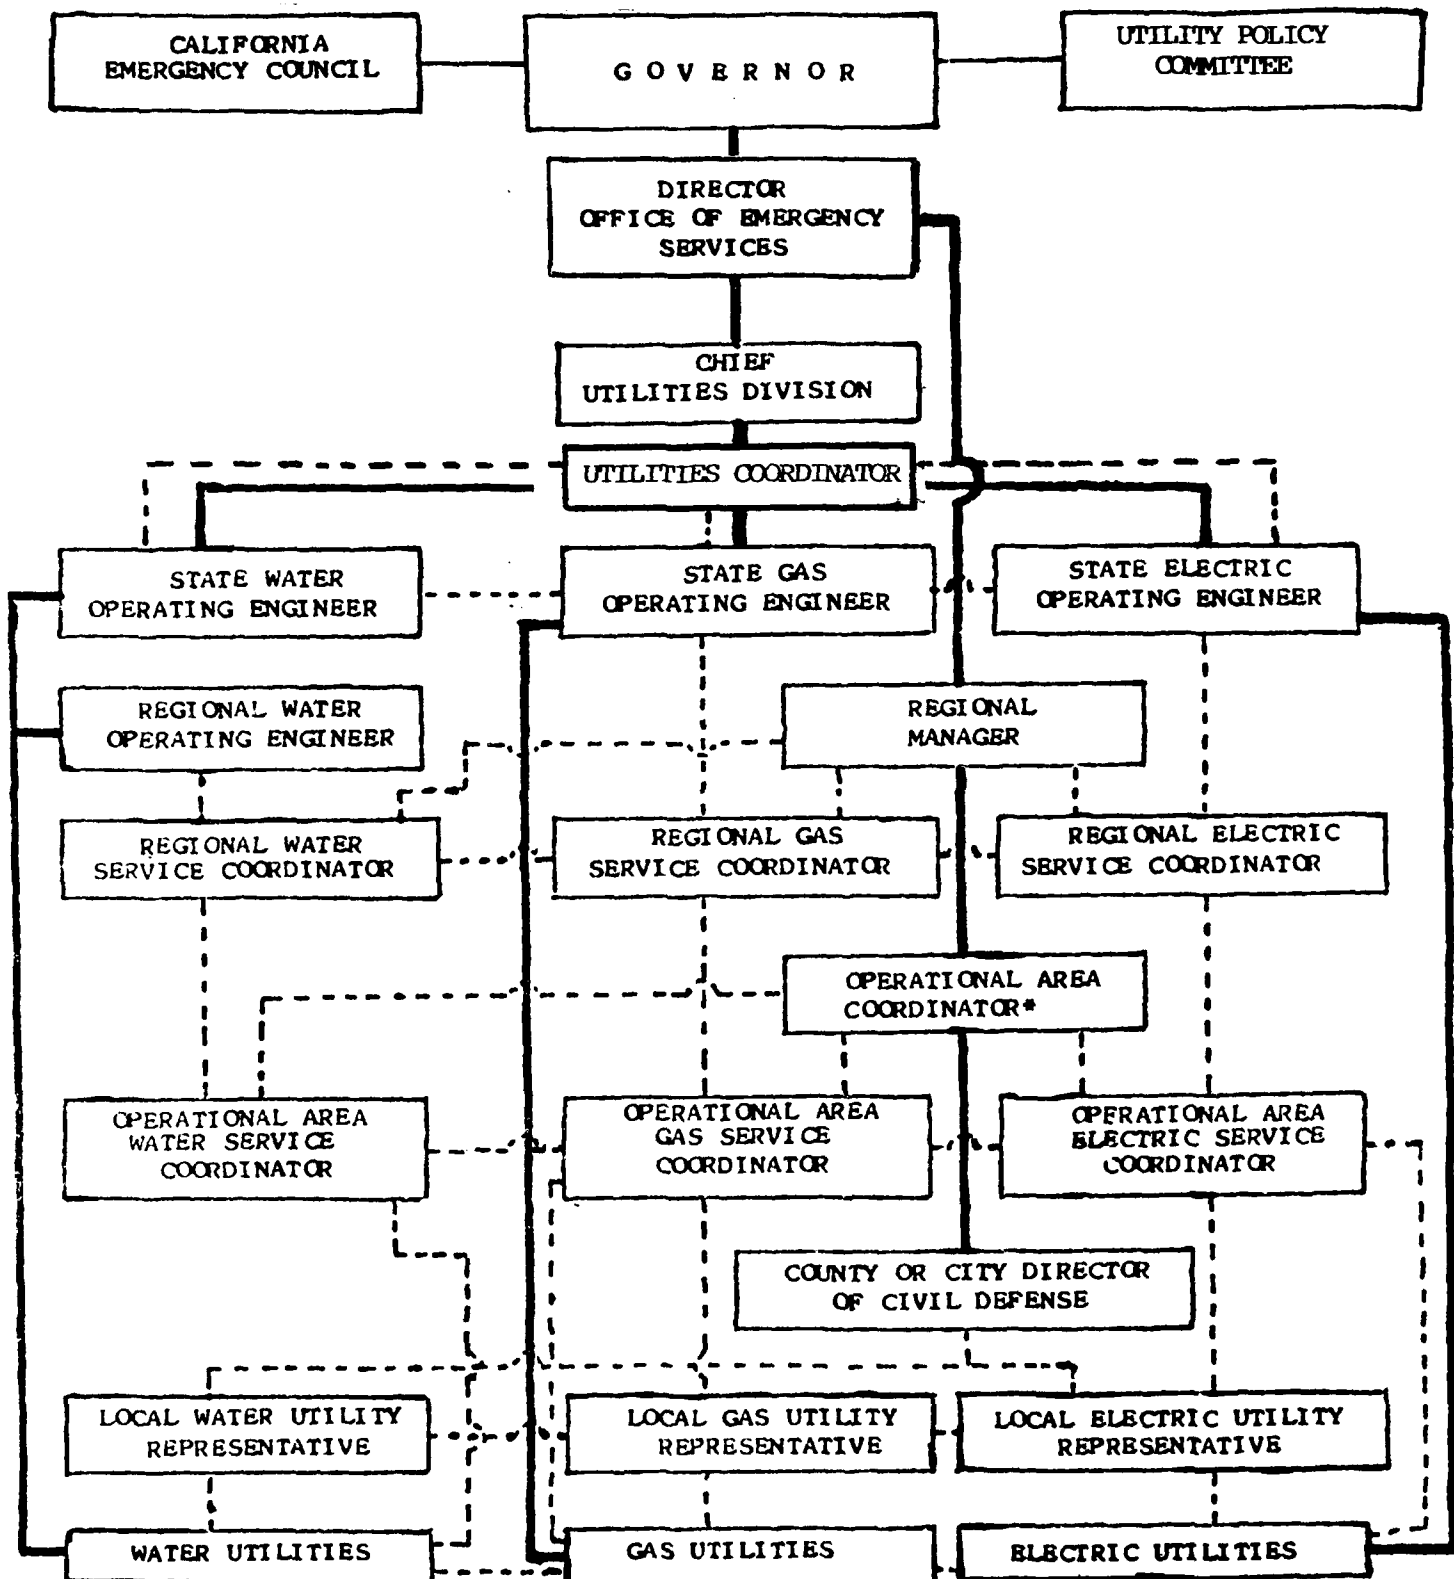 CALIFORNIA
EMERGENCY COUNCIL
G O V E R N O R
UTILITY POLICY
COMMITTEE
DIRECTOR
OFFICE OF EMERGENCY
SERVICES
CHIEF
UTILITIES DIVISION
UTILITIES COORDINATOR
STATE WATER
OPERATING ENGINEER
STATE GAS
OPERATING ENGINEER
STATE ELECTRIC
OPERATING ENGINEER
REGIONAL WATER
OPERATING ENGINEER
REGIONAL
MANAGER
REGIONAL WATER
SERVICE COORDINATOR
REGIONAL GAS
SERVICE COORDINATOR
REGIONAL ELECTRIC
SERVICE COORDINATOR
OPERATIONAL AREA
COORDINATOR*
OPERATIONAL AREA
WATER SERVICE
COORDINATOR
OPERATIONAL AREA
GAS SERVICE
COORDINATOR
OPERATIONAL AREA
ELECTRIC SERVICE
COORDINATOR
COUNTY OR CITY DIRECTOR
OF CIVIL DEFENSE
LOCAL WATER UTILITY
REPRESENTATIVE
LOCAL GAS UTILITY
REPRESENTATIVE
LOCAL ELECTRIC UTILITY
REPRESENTATIVE
WATER UTILITIES
GAS UTILITIES
ELECTRIC UTILITIES